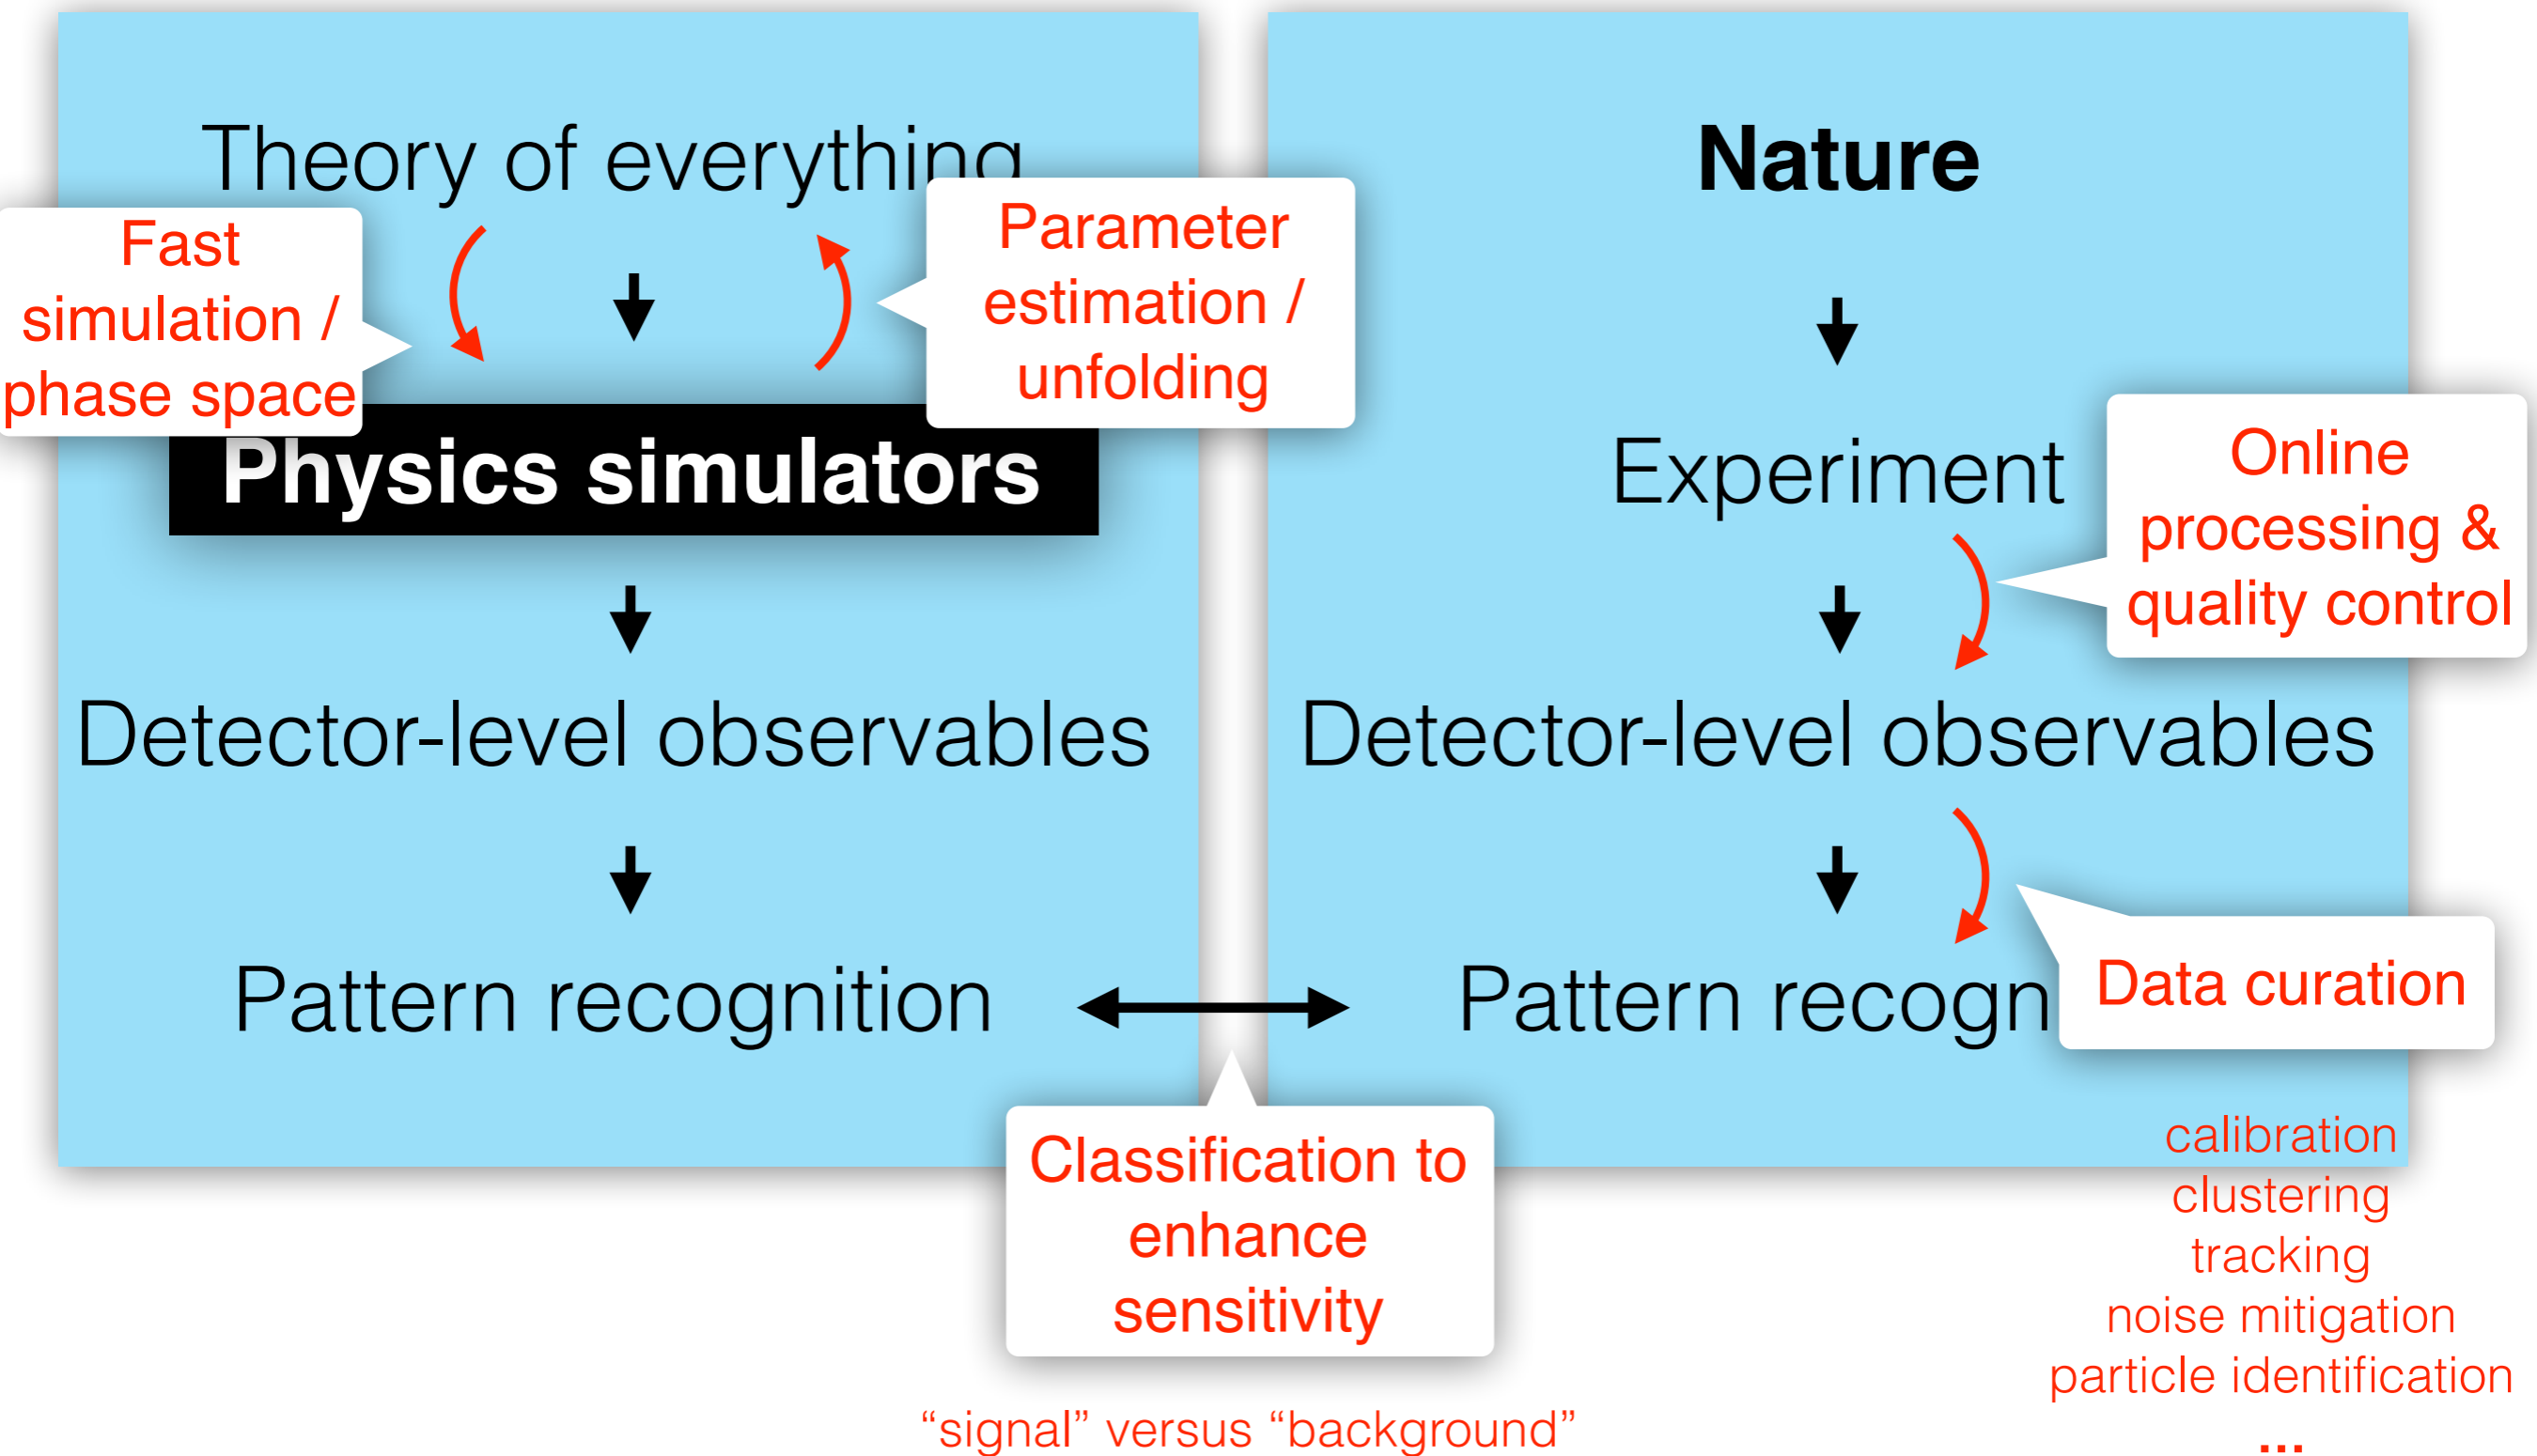 Theory of everything
Fast
simulation /
phase space
Parameter
estimation /
unfolding
Physics simulators
Detector-level observables
Pattern recognition
Nature
Experiment
Online
processing &
quality control
Detector-level observables
Pattern recogn
Data curation
Classification to
enhance
sensitivity
“signal” versus “background”
calibration
clustering
tracking
noise mitigation
particle identification
...